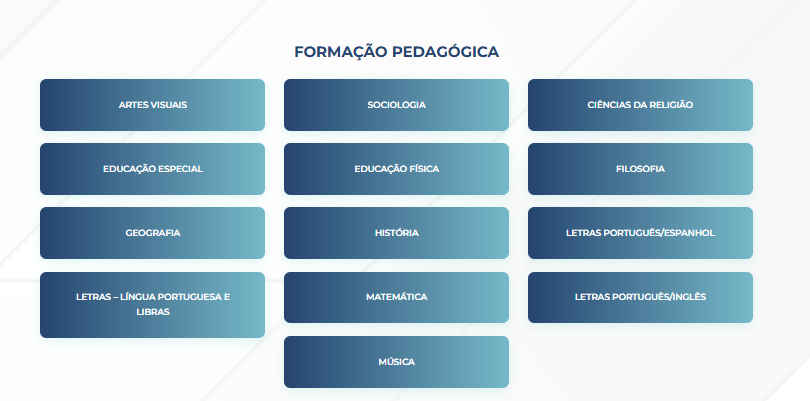 FORMAÇÃO PEDAGÓGICA
ARTES VISUAIS
SOCIOLOGIA
CIÊNCIAS DA RELIGIÃO
EDUCAÇÃO ESPECIAL
EDUCAÇÃO FÍSICA
FILOSOFIA
GEOGRAFIA
HISTÓRIA
LETRAS PORTUGUÊS/ESPANHOL
LETRAS – LÍNGUA PORTUGUESA E
LIBRAS
MATEMÁTICA
LETRAS PORTUGUÊS/INGLÊS
MÚSICA